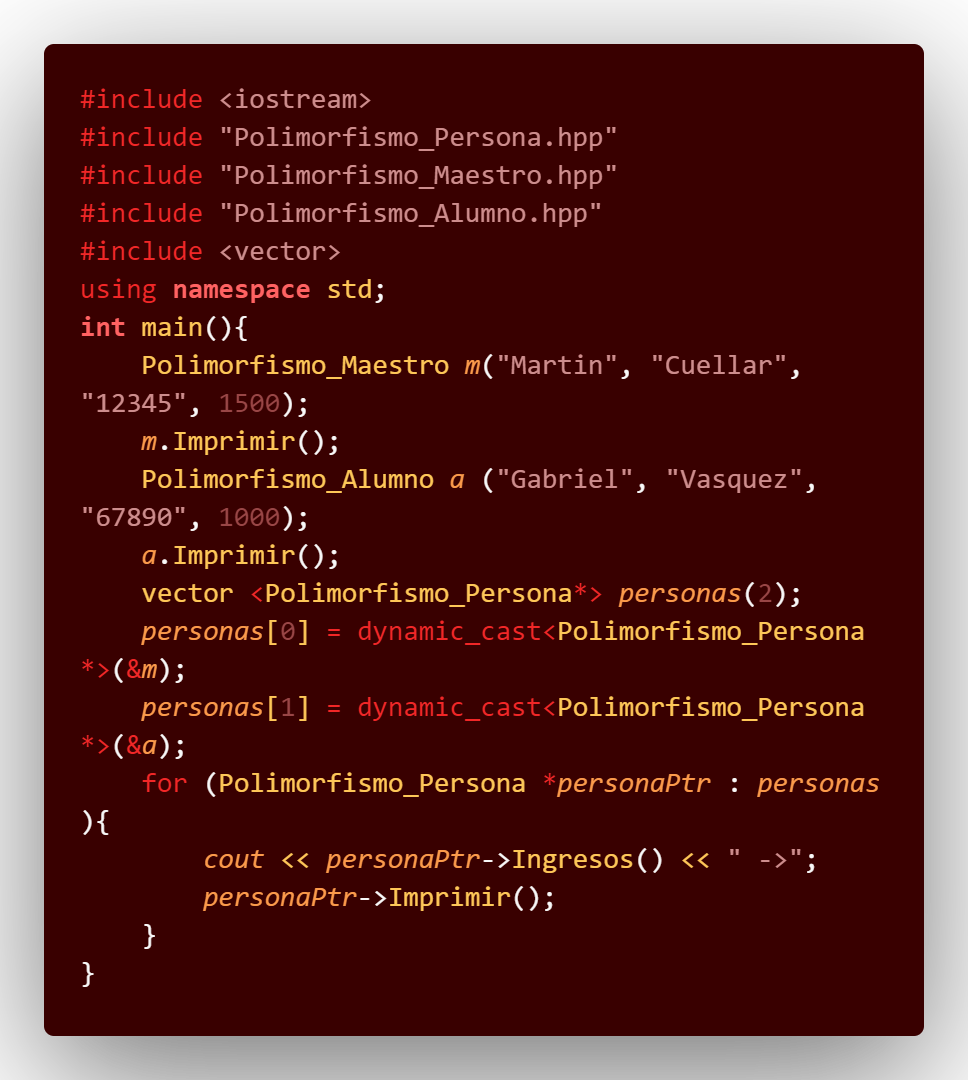 #include <iostream>
#include "Polimorfismo_Persona.hpp"
#include "Polimorfismo_Maestro.hpp"
#include "Polimorfismo_Alumno.hpp"
#include <vector>
using namespace std;
int main(){
    Polimorfismo_Maestro m("Martin", "Cuellar",
"12345", 1500);
    m.Imprimir();
    Polimorfismo_Alumno a ("Gabriel", "Vasquez",
"67890", 1000);
    a.Imprimir();
    vector <Polimorfismo_Persona*> personas(2);
    personas[0] = dynamic_cast<Polimorfismo_Persona
*>(&m);
    personas[1] = dynamic_cast<Polimorfismo_Persona
*>(&a);
    for (Polimorfismo_Persona *personaPtr : personas
){
        cout << personaPtr->Ingresos() << " ->";
        personaPtr->Imprimir();
    }
}